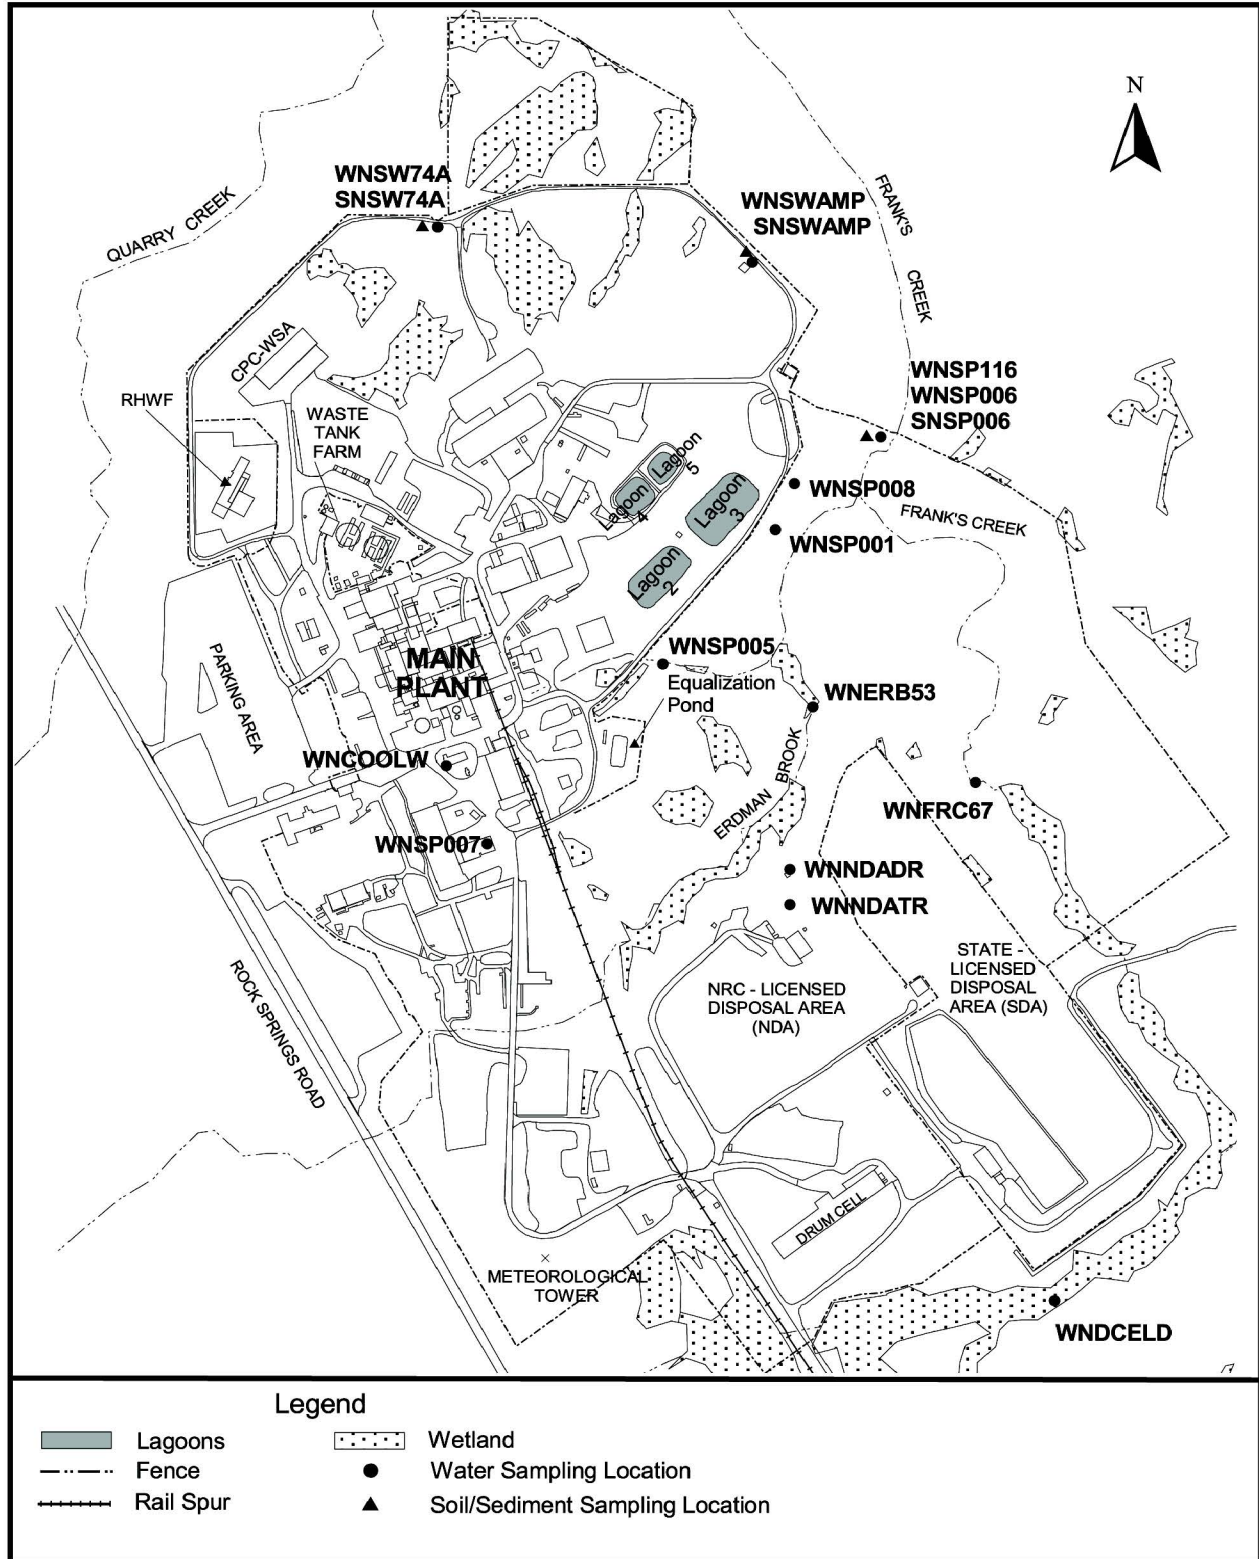 N
WNSW74A
SNSW74A
QUARRY CREEK
WNSWAMP
SNSWAMP
FRANK'S
CREEK
CPC-WSA
RHWF
WASTE
TANK
FARM
WNSP116
WNSP006
SNSP006
Lagoon
5
Lagoon
4
Lagoon
3
WNSP008
FRANK'S CREEK
WNSP001
Lagoon
2
WNSP005
Equalization
Pond
MAIN
PLANT
PARKING AREA
WNERB53
WNCOOLW
ERDMAN BROOK
WNFRC67
WNSP007
WNNDADR
WNNDATR
STATE -
LICENSED
DISPOSAL
AREA (SDA)
NRC - LICENSED
DISPOSAL AREA
(NDA)
ROCK SPRINGS ROAD
DRUM CELL
METEOROLOGICAL
TOWER
WNDCELD
Legend
Lagoons
Wetland
Fence
Water Sampling Location
Rail Spur
Soil/Sediment Sampling Location